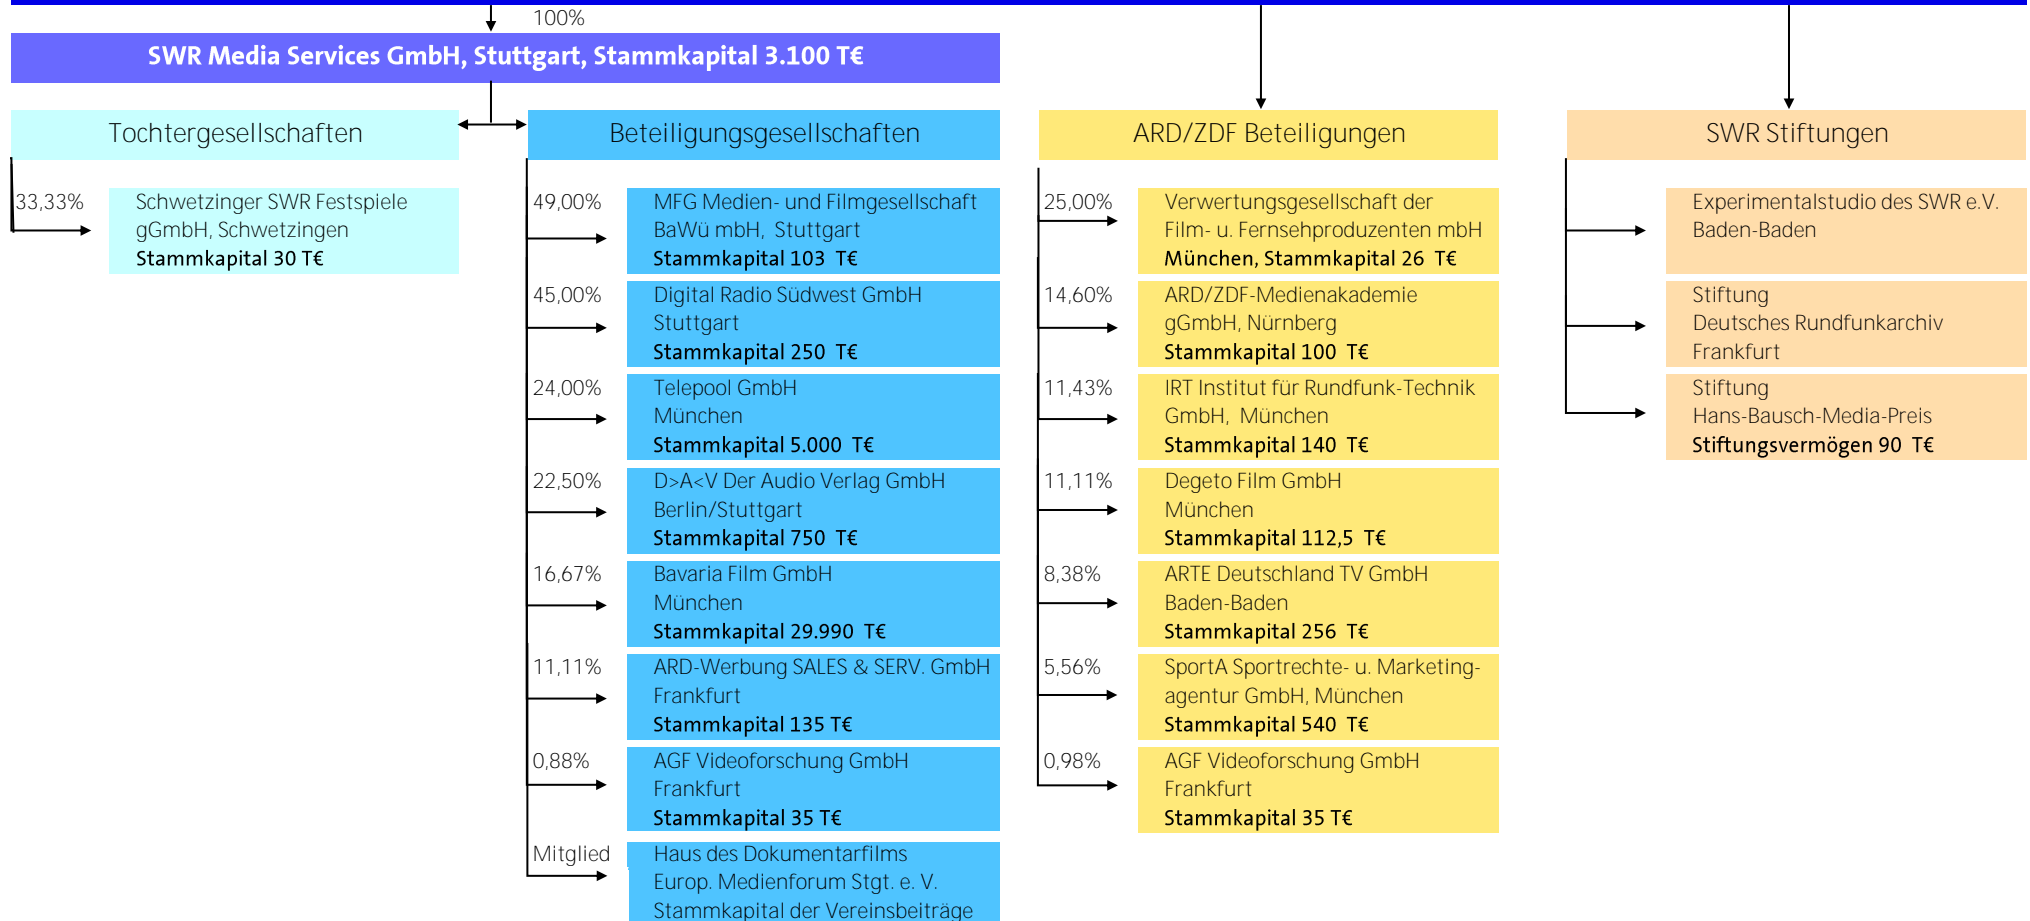 100%
SWR Media Services GmbH, Stuttgart, Stammkapital 3.100 T€
Tochtergesellschaften
33,33%
Schwetzinger SWR Festspiele
gGmbH, Schwetzingen
Stammkapital 30 T€
Beteiligungsgesellschaften
49,00%
MFG Medien- und Filmgesellschaft
BaWü mbH, Stuttgart
Stammkapital 103 T€
45,00%
Digital Radio Südwest GmbH
Stuttgart
Stammkapital 250 T€
24,00%
Telepool GmbH
München
Stammkapital 5.000 T€
22,50%
D>A<V Der Audio Verlag GmbH
Berlin/Stuttgart
Stammkapital 750 T€
16,67%
Bavaria Film GmbH
München
Stammkapital 29.990 T€
11,11%
ARD-Werbung SALES & SERV. GmbH
Frankfurt
Stammkapital 135 T€
0,88%
AGF Videoforschung GmbH
Frankfurt
Stammkapital 35 T€
Mitglied
Haus des Dokumentarfilms
Europ. Medienforum Stgt. e. V.
Stammkapital der Vereinsbeiträge
ARD/ZDF Beteiligungen
25,00%
Verwertungsgesellschaft der
Film- u. Fernsehproduzenten mbH
München, Stammkapital 26 T€
14,60%
ARD/ZDF-Medienakademie
gGmbH, Nürnberg
Stammkapital 100 T€
11,43%
IRT Institut für Rundfunk-Technik
GmbH, München
Stammkapital 140 T€
11,11%
Degeto Film GmbH
München
Stammkapital 112,5 T€
8,38%
ARTE Deutschland TV GmbH
Baden-Baden
Stammkapital 256 T€
5,56%
SportA Sportrechte- u. Marketing-
agentur GmbH, München
Stammkapital 540 T€
0,98%
AGF Videoforschung GmbH
Frankfurt
Stammkapital 35 T€
SWR Stiftungen
Experimentalstudio des SWR e.V.
Baden-Baden
Stiftung
Deutsches Rundfunkarchiv
Frankfurt
Stiftung
Hans-Bausch-Media-Preis
Stiftungsvermögen 90 T€